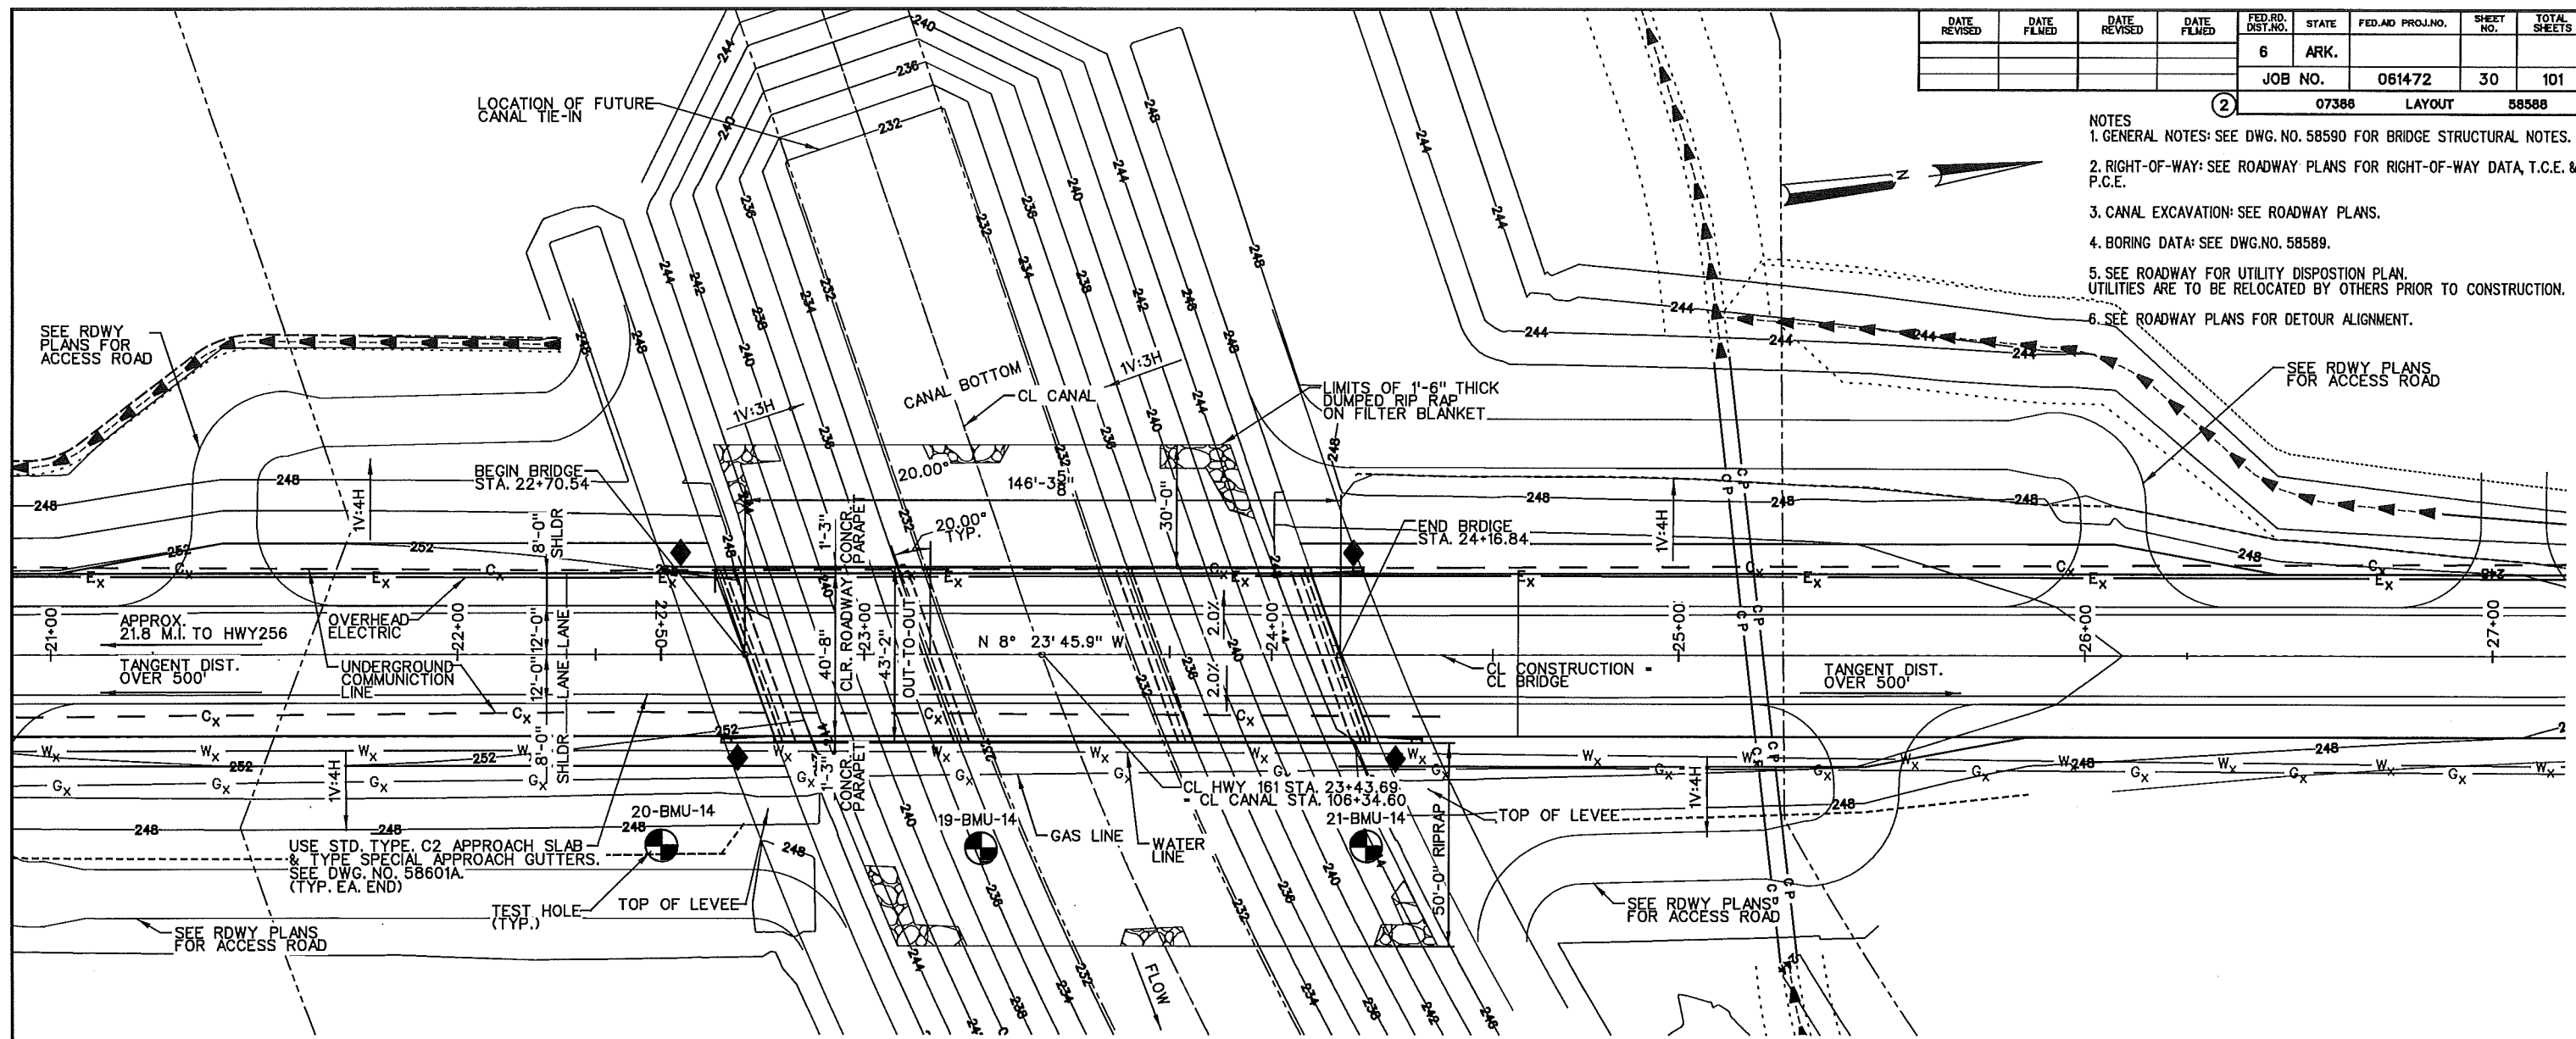 DATE REVISED
DATE FILMED
DATE REVISED
DATE FILMED
FED.RD. DIST.NO.
STATE
FED.AID PROJ.NO.
SHEET NO.
TOTAL SHEETS
6
ARK.
JOB NO.
061472
30
101
2
07386
LAYOUT
58588
NOTES
1. GENERAL NOTES: SEE DWG. NO. 58590 FOR BRIDGE STRUCTURAL NOTES.
2. RIGHT-OF-WAY: SEE ROADWAY PLANS FOR RIGHT-OF-WAY DATA, T.C.E. &
P.C.E.
3. CANAL EXCAVATION: SEE ROADWAY PLANS.
4. BORING DATA: SEE DWG.NO. 58589.
5. SEE ROADWAY FOR UTILITY DISPOSTION PLAN.
UTILITIES ARE TO BE RELOCATED BY OTHERS PRIOR TO CONSTRUCTION.
6. SEE ROADWAY PLANS FOR DETOUR ALIGNMENT.
N
LOCATION OF FUTURE
CANAL TIE-IN
SEE RDWY
PLANS FOR
ACCESS ROAD
SEE RDWY PLANS
FOR ACCESS ROAD
CANAL BOTTOM
CL CANAL
1V:3H
1V:3H
LIMITS OF 1'-6" THICK
DUMPED RIP RAP
ON FILTER BLANKET
BEGIN BRIDGE
STA. 22+70.54
20.00°
20.00°
TYP.
30'-0"
END BRDIGE
STA. 24+16.84
1V:4H
1V:4H
8'-0"
SHLDR
1'-3"
CONCR.
PARAPET
APPROX.
21.8 M.I. TO HWY256
OVERHEAD
ELECTRIC
TANGENT DIST.
OVER 500'
UNDERGROUND
COMMUNICTION
LINE
12'-0"
LANE
12'-0"
LANE
40'-8"
CLR. ROADWAY
43'-2"
OUT-TO-OUT
N 8° 23' 45.9" W
2.0%
2.0%
CL CONSTRUCTION =
CL BRIDGE
TANGENT DIST.
OVER 500'
21+00
22+00
22+50
23+00
24+00
25+00
26+00
27+00
8'-0"
SHLDR
1'-3"
CONCR.
PARAPET
1V:4H
1V:4H
CL HWY 161 STA. 23+43.69
= CL CANAL STA. 106+34.60
20-BMU-14
19-BMU-14
21-BMU-14
GAS LINE
WATER
LINE
TOP OF LEVEE
50'-0" RIPRAP
USE STD. TYPE. C2 APPROACH SLAB
& TYPE SPECIAL APPROACH GUTTERS.
SEE DWG. NO. 58601A.
(TYP. EA. END)
TEST HOLE
(TYP.)
TOP OF LEVEE
SEE RDWY PLANS
FOR ACCESS ROAD
SEE RDWY PLANS
FOR ACCESS ROAD
FLOW